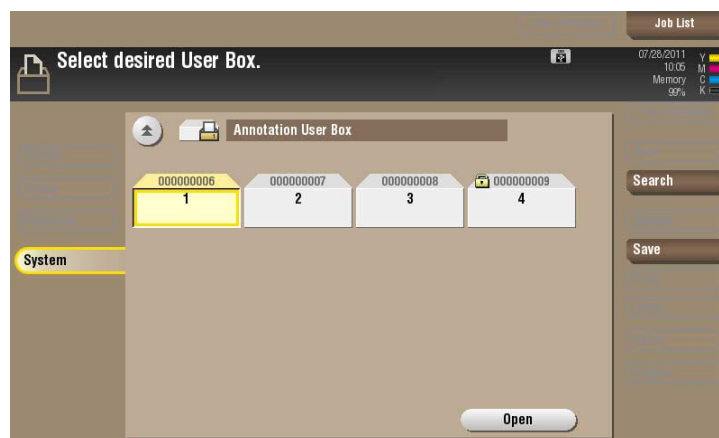 Job List
Select desired User Box.
07/28/2011
10:05
Memory
99%
Y
M
C
K
Annotation User Box
000000006
000000007
000000008
000000009
1
2
3
4
Search
System
Save
Open